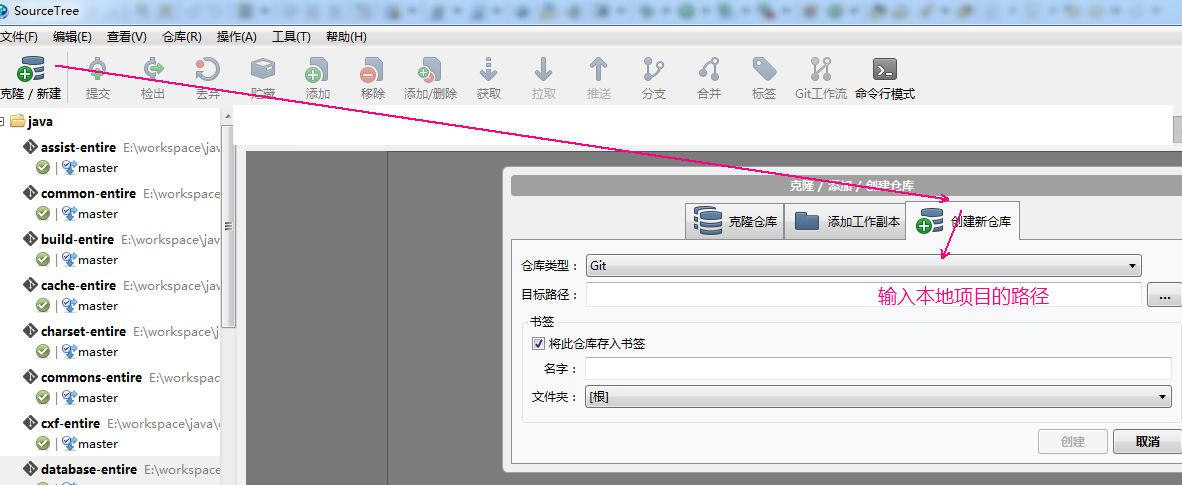 SourceTree
文件(F) 编辑(E) 查看(V) 仓库(R) 操作(A) 工具(T) 帮助(H)
克隆 / 新建 提交 检出 丢弃 贮藏 添加 移除 添加/删除 获取 拉取 推送 分支 合并 标签 Git工作流 命令行模式
java
assist-entire E:\workspace\jav
master
common-entire E:\workspace
master
build-entire E:\workspace\jav
master
cache-entire E:\workspace\jav
master
charset-entire E:\workspace\j
master
commons-entire E:\workspac
master
cxf-entire E:\workspace\java\
master
database-entire E:\workspace
克隆 / 添加 / 创建仓库
克隆仓库 添加工作副本 创建新仓库
仓库类型： Git
目标路径： 输入本地项目的路径 ...
书签
将此仓库存入书签
名字：
文件夹： [根]
创建 取消